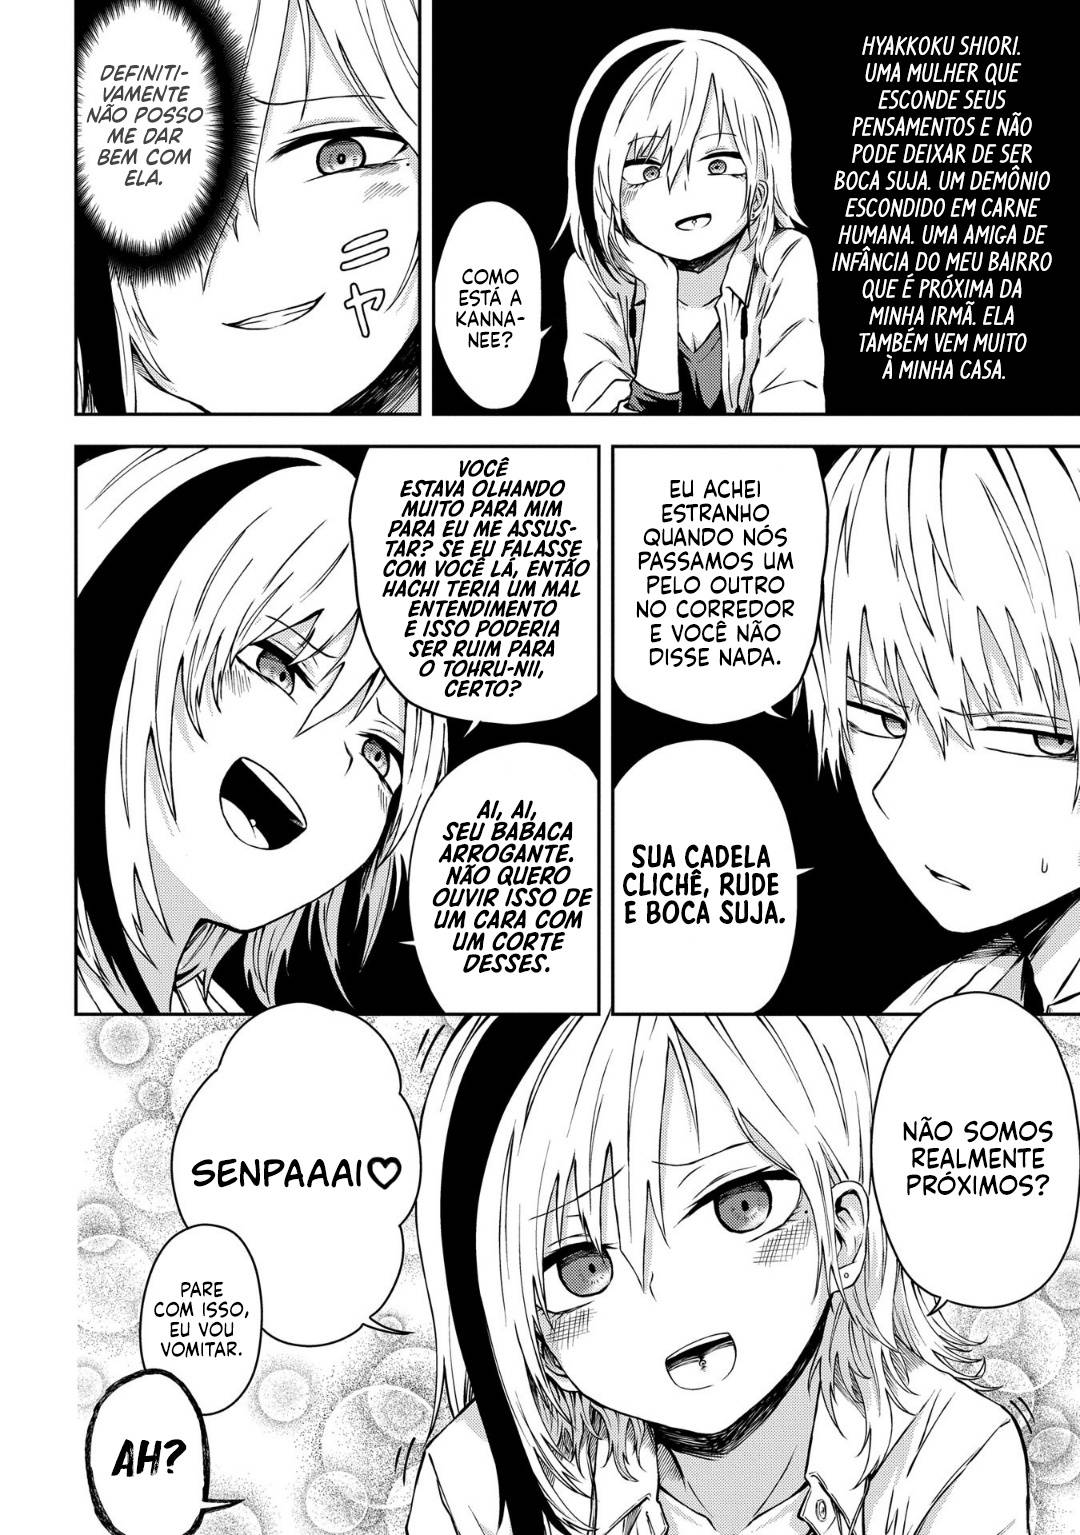 HYAKKOKU SHIORI.
UMA MULHER QUE
ESCONDE SEUS
PENSAMENTOS E NÃO
PODE DEIXAR DE SER
BOCA SUJA. UM DEMÔNIO
ESCONDIDO EM CARNE
HUMANA. UMA AMIGA DE
INFÂNCIA DO MEU BAIRRO
QUE É PRÓXIMA DA
MINHA IRMÃ. ELA
TAMBÉM VEM MUITO
À MINHA CASA.
COMO
ESTÁ A
KANNA-
NEE?
DEFINITI-
VAMENTE
NÃO POSSO
ME DAR
BEM COM
ELA.
ニヤ
EU ACHEI
ESTRANHO
QUANDO NÓS
PASSAMOS UM
PELO OUTRO
NO CORREDOR
E VOCÊ NÃO
DISSE NADA.
SUA CADELA
CLICHÊ, RUDE
E BOCA SUJA.
VOCÊ
ESTAVA OLHANDO
MUITO PARA MIM
PARA EU ME ASSUS-
TAR? SE EU FALASSE
COM VOCÊ LÁ, ENTÃO
HACHI TERIA UM MAL
ENTENDIMENTO
E ISSO PODERIA
SER RUIM PARA
O TOHRU-NII,
CERTO?
AI, AI,
SEU BABACA
ARROGANTE.
NÃO QUERO
OUVIR ISSO DE
UM CARA COM
UM CORTE
DESSES.
NÃO SOMOS
REALMENTE
PRÓXIMOS?
SENPAAAI♡
PARE
COM ISSO,
EU VOU
VOMITAR.
AH?